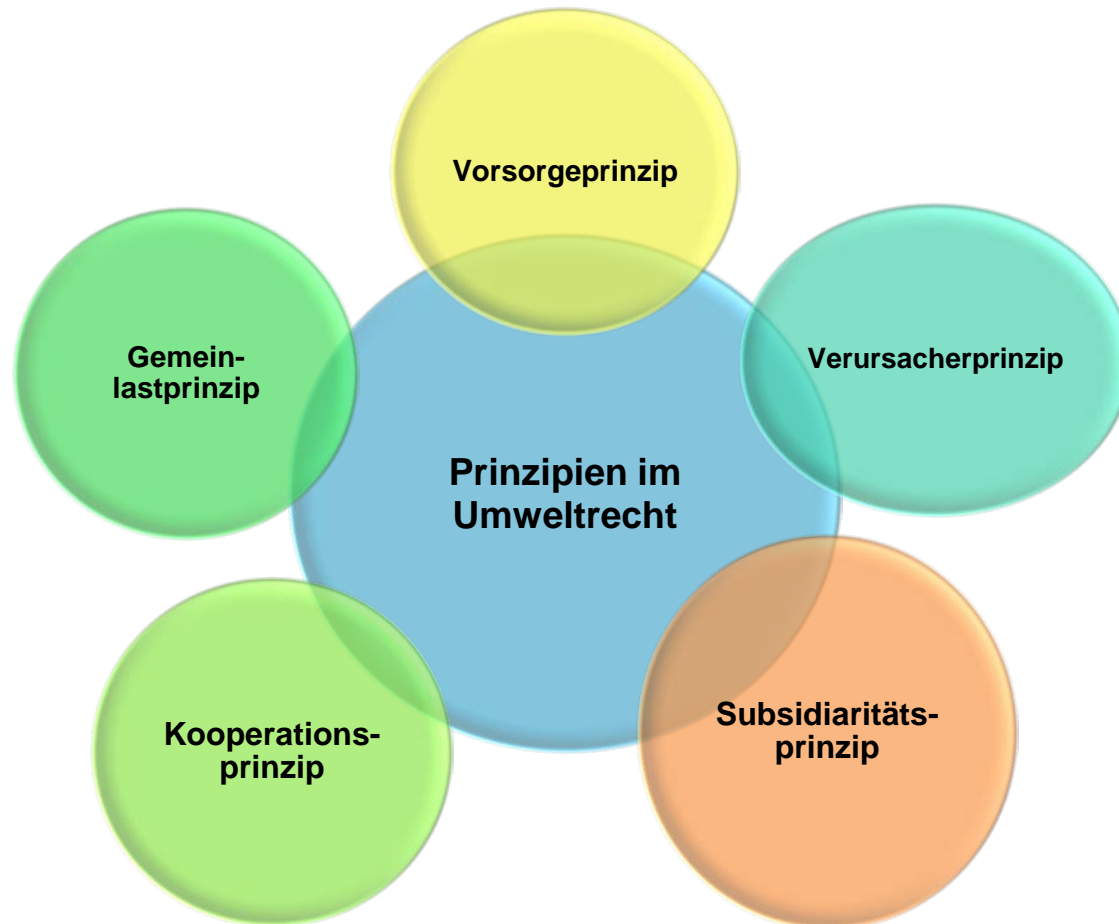 Vorsorgeprinzip
Gemein-
lastprinzip
Verursacherprinzip
Prinzipien im
Umweltrecht
Kooperations-
prinzip
Subsidiaritäts-
prinzip